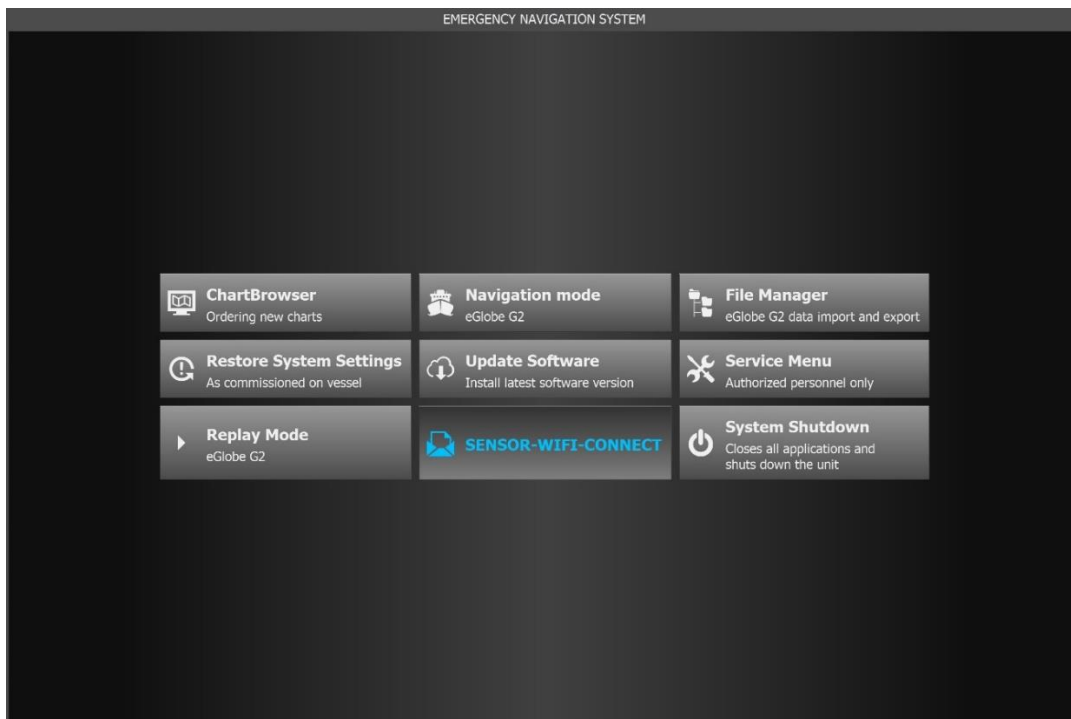 EMERGENCY NAVIGATION SYSTEM
ChartBrowser
Ordering new charts
Navigation mode
eGlobe G2
File Manager
eGlobe G2 data import and export
Restore System Settings
As commissioned on vessel
Update Software
Install latest software version
Service Menu
Authorized personnel only
Replay Mode
eGlobe G2
SENSOR-WIFI-CONNECT
System Shutdown
Closes all applications and
shuts down the unit